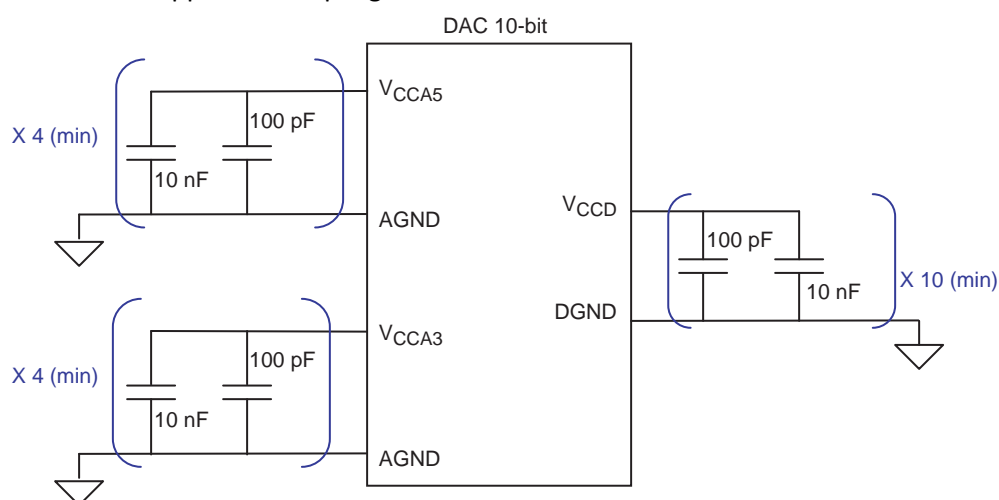 DAC 10-bit
VCCA5
100 pF
X 4 (min)
10 nF
AGND
VCCD
100 pF
10 nF
X 10 (min)
DGND
VCCA3
100 pF
X 4 (min)
10 nF
AGND